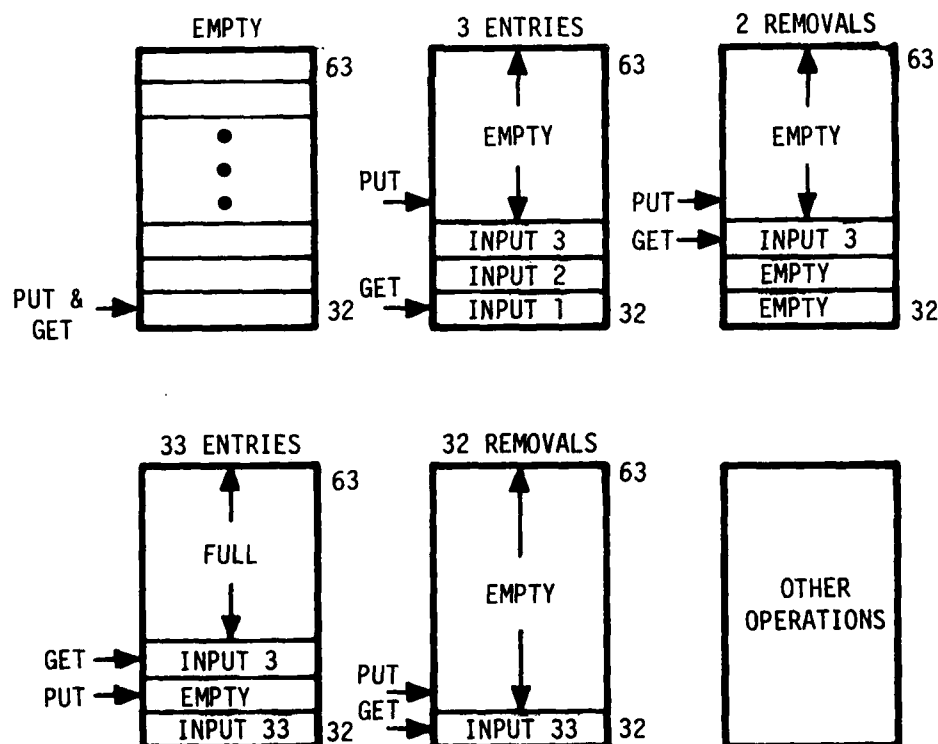 EMPTY
63
PUT &
GET
32
3 ENTRIES
63
EMPTY
PUT
INPUT 3
INPUT 2
GET
INPUT 1
32
2 REMOVALS
63
EMPTY
PUT
GET
INPUT 3
EMPTY
EMPTY
32
33 ENTRIES
63
FULL
GET
INPUT 3
PUT
EMPTY
INPUT 33
32
32 REMOVALS
63
EMPTY
PUT
GET
INPUT 33
32
OTHER
OPERATIONS